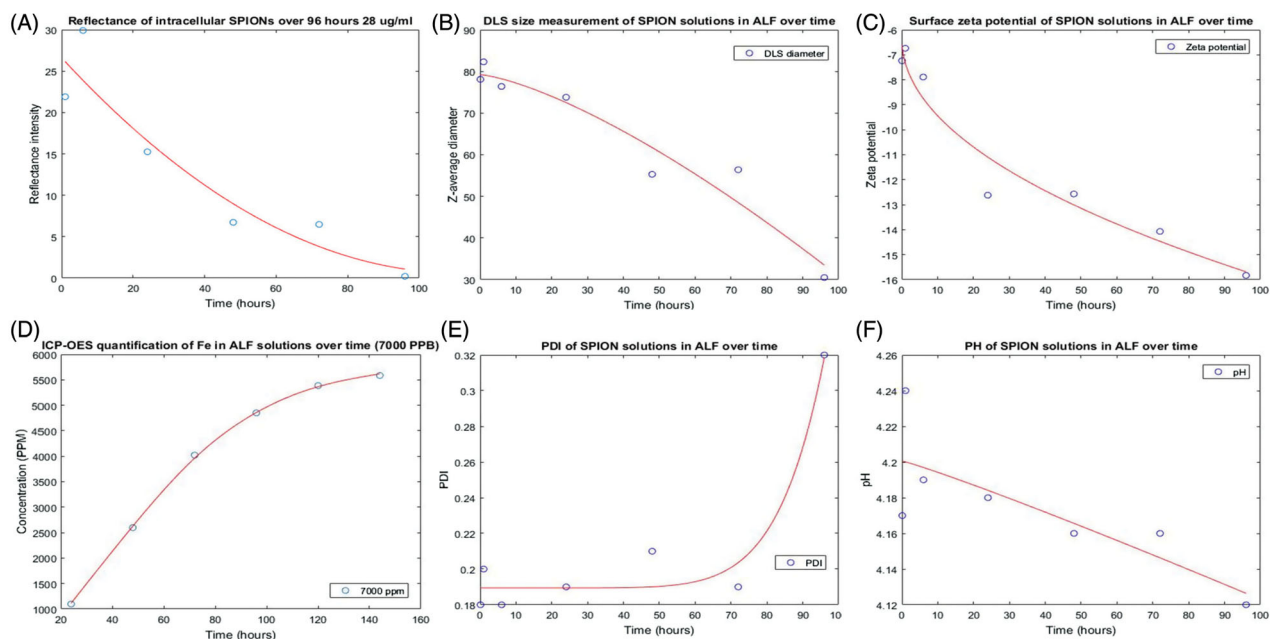 (A)
Reflectance of intracellular SPIONs over 96 hours 28 ug/ml
30
25
20
15
10
5
0
Reflectance intensity
0 20 40 60 80 100
Time (hours)
(B)
DLS size measurement of SPION solutions in ALF over time
DLS diameter
90
80
70
60
50
40
30
Z-average diameter
0 10 20 30 40 50 60 70 80 90 100
Time (hours)
(C)
Surface zeta potential of SPION solutions in ALF over time
Zeta potential
-6
-7
-8
-9
-10
-11
-12
-13
-14
-15
-16
Zeta potential
0 10 20 30 40 50 60 70 80 90 100
Time (hours)
(D)
ICP-OES quantification of Fe in ALF solutions over time (7000 PPB)
6000
5500
5000
4500
4000
3500
3000
2500
2000
1500
1000
Concentration (PPM)
7000 ppm
20 40 60 80 100 120 140 160
Time (hours)
(E)
PDI of SPION solutions in ALF over time
0.32
0.3
0.28
0.26
0.24
0.22
0.2
0.18
PDI
PDI
0 10 20 30 40 50 60 70 80 90 100
Time (hours)
(F)
PH of SPION solutions in ALF over time
pH
4.26
4.24
4.22
4.2
4.18
4.16
4.14
4.12
pH
0 10 20 30 40 50 60 70 80 90 100
Time (hours)